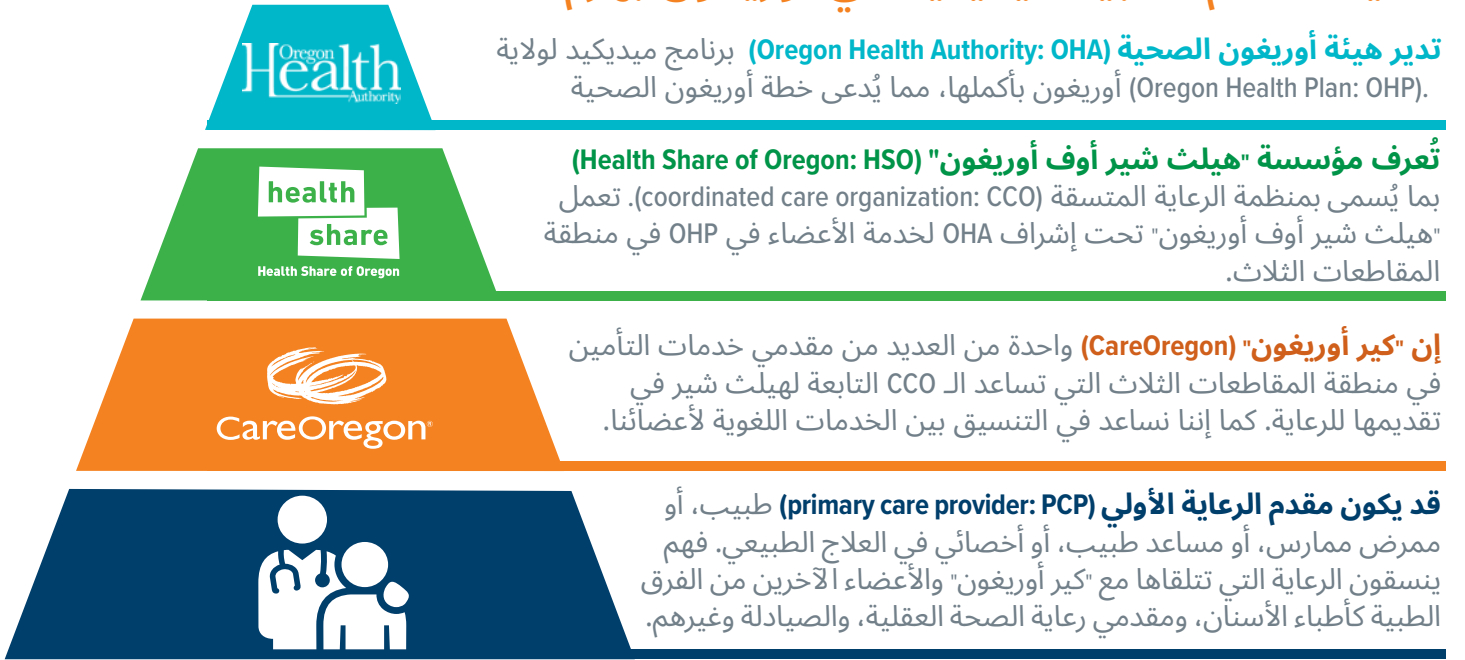 Oregon
Health
Authority
تدير هيئة أوريغون الصحية (Oregon Health Authority: OHA) برنامج ميديكيد لولاية
أوريغون بأكملها، مما يُدعى خطة أوريغون الصحية (Oregon Health Plan: OHP).
health
share
Health Share of Oregon
تُعرف مؤسسة "هيلث شير أوف أوريغون" (Health Share of Oregon: HSO)
بما يُسمى بمنظمة الرعاية المتسقة (coordinated care organization: CCO). تعمل
"هيلث شير أوف أوريغون" تحت إشراف OHA لخدمة الأعضاء في OHP في منطقة
المقاطعات الثلاث.
CareOregon®
إن "كير أوريغون" (CareOregon) واحدة من العديد من مقدمي خدمات التأمين
في منطقة المقاطعات الثلاث التي تساعد الـ CCO التابعة لهيلث شير في
تقديمها للرعاية. كما إننا نساعد في التنسيق بين الخدمات اللغوية لأعضائنا.
قد يكون مقدم الرعاية الأولي (primary care provider: PCP) طبيب، أو
ممرض ممارس، أو مساعد طبيب، أو أخصائي في العلاج الطبيعي. فهم
ينسقون الرعاية التي تتلقاها مع "كير أوريغون" والأعضاء الآخرين من الفرق
الطبية كأطباء الأسنان، ومقدمي رعاية الصحة العقلية، والصيادلة وغيرهم.